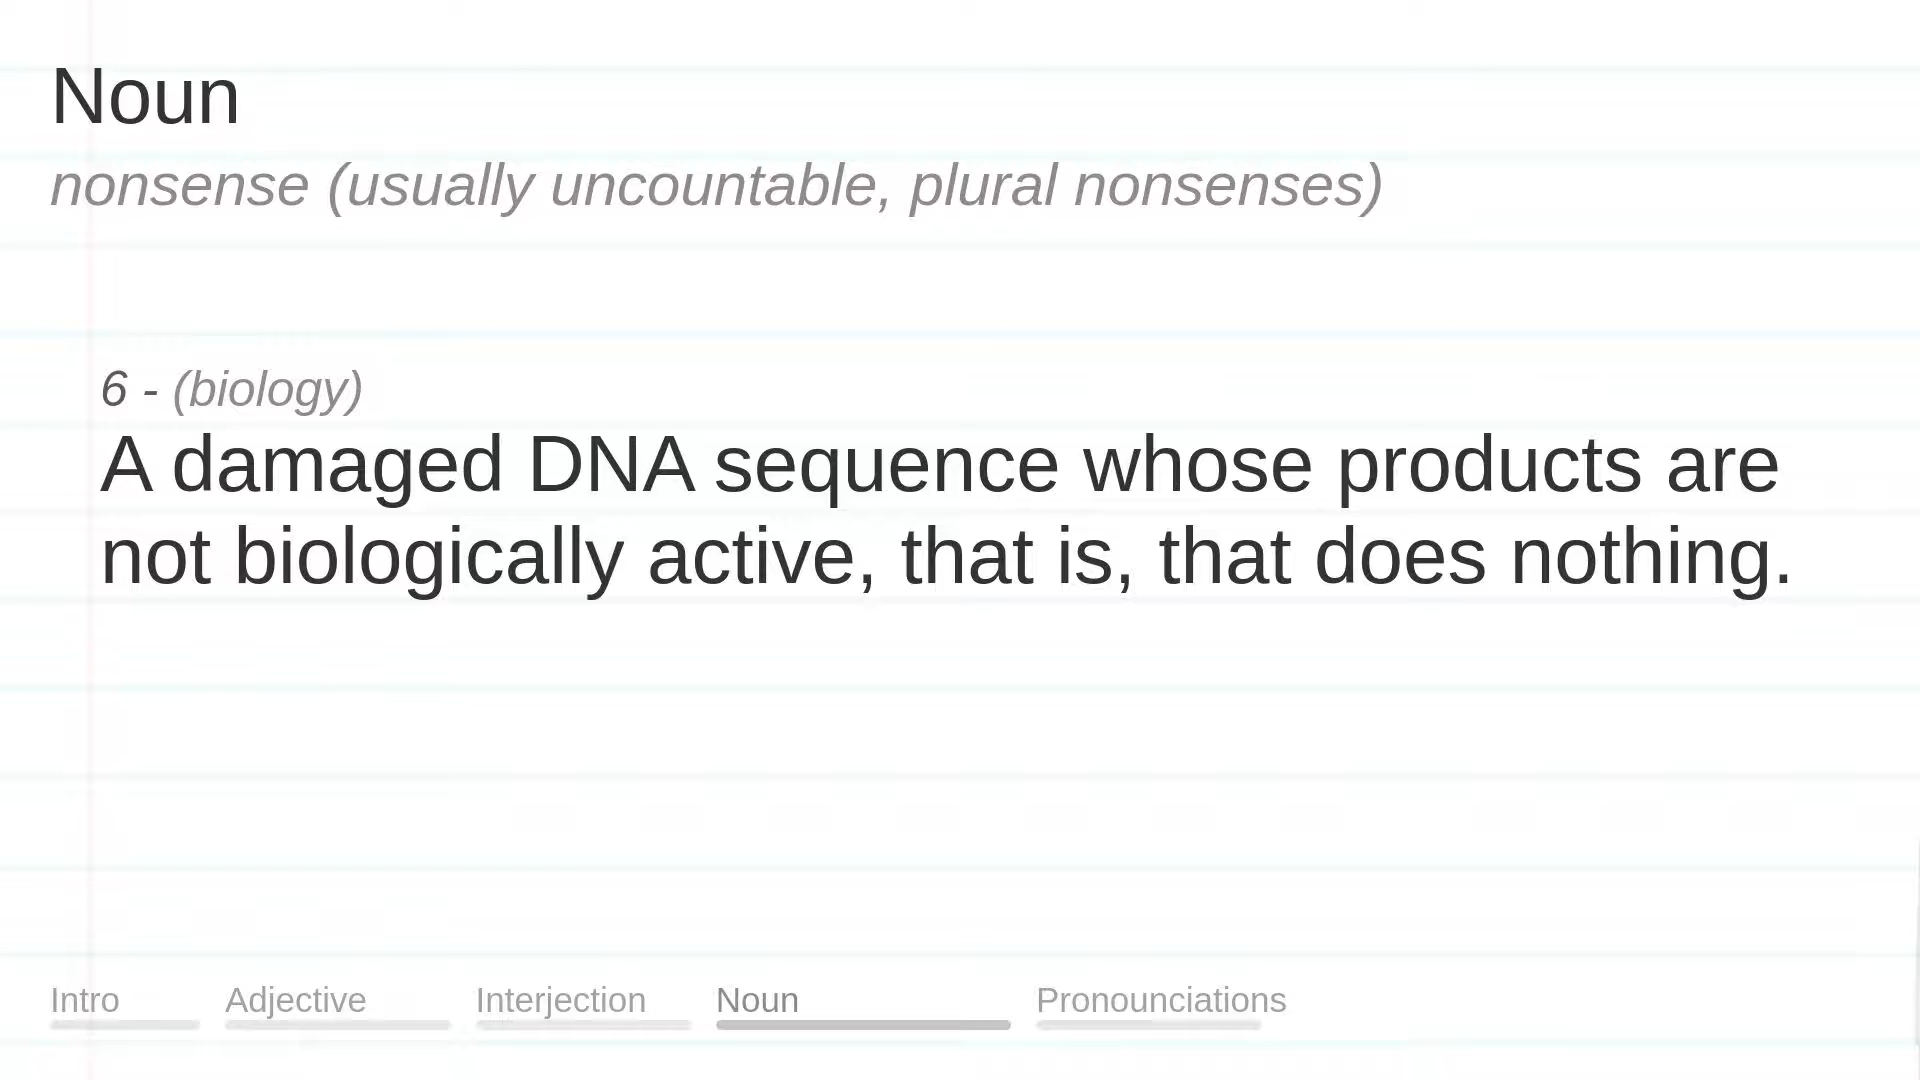 Noun
nonsense (usually uncountable, plural nonsenses)
6 - (biology)
A damaged DNA sequence whose products are
not biologically active, that is, that does nothing.
Intro Adjective Interjection Noun Pronounciations